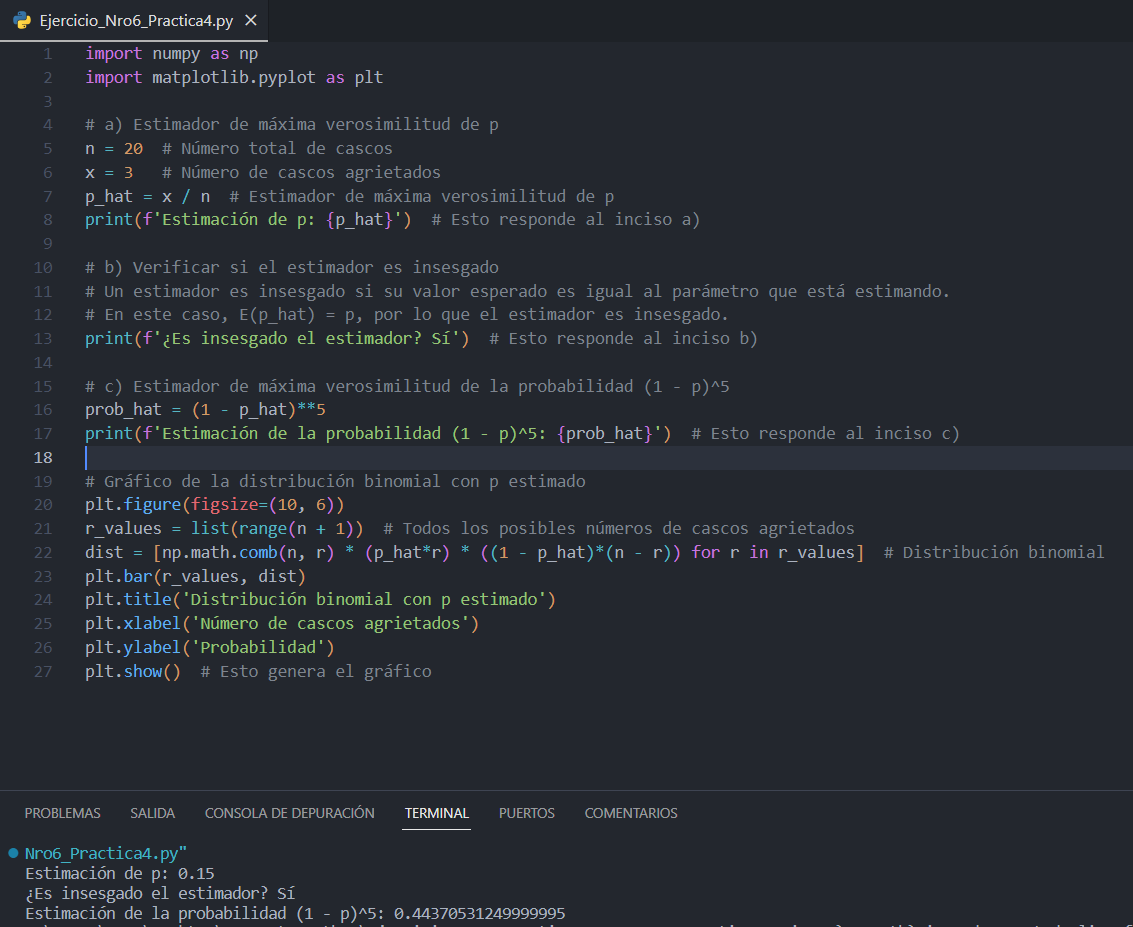 Ejercicio_Nro6_Practica4.py ×
1 import numpy as np
2 import matplotlib.pyplot as plt
3
4 # a) Estimador de máxima verosimilitud de p
5 n = 20  # Número total de cascos
6 x = 3   # Número de cascos agrietados
7 p_hat = x / n  # Estimador de máxima verosimilitud de p
8 print(f'Estimación de p: {p_hat}')  # Esto responde al inciso a)
9
10 # b) Verificar si el estimador es insesgado
11 # Un estimador es insesgado si su valor esperado es igual al parámetro que está estimando.
12 # En este caso, E(p_hat) = p, por lo que el estimador es insesgado.
13 print(f'¿Es insesgado el estimador? Sí')  # Esto responde al inciso b)
14
15 # c) Estimador de máxima verosimilitud de la probabilidad (1 - p)^5
16 prob_hat = (1 - p_hat)**5
17 print(f'Estimación de la probabilidad (1 - p)^5: {prob_hat}')  # Esto responde al inciso c)
18
19 # Gráfico de la distribución binomial con p estimado
20 plt.figure(figsize=(10, 6))
21 r_values = list(range(n + 1))  # Todos los posibles números de cascos agrietados
22 dist = [np.math.comb(n, r) * (p_hat*r) * ((1 - p_hat)*(n - r)) for r in r_values]  # Distribución binomial
23 plt.bar(r_values, dist)
24 plt.title('Distribución binomial con p estimado')
25 plt.xlabel('Número de cascos agrietados')
26 plt.ylabel('Probabilidad')
27 plt.show()  # Esto genera el gráfico
PROBLEMAS SALIDA CONSOLA DE DEPURACIÓN TERMINAL PUERTOS COMENTARIOS
Nro6_Practica4.py"
Estimación de p: 0.15
¿Es insesgado el estimador? Sí
Estimación de la probabilidad (1 - p)^5: 0.44370531249999995